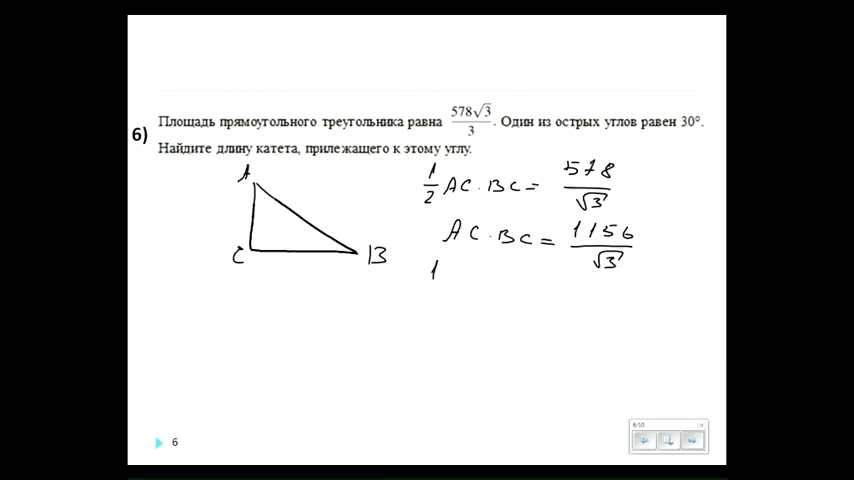 Площадь прямоугольного треугольника равна 578√3/3. Один из острых углов равен 30°.
6)
Найдите длину катета, прилежащего к этому углу.
A
1/2 AC · BC = 578/√3
AC · BC = 1156/√3
C
B
1
6
6/10